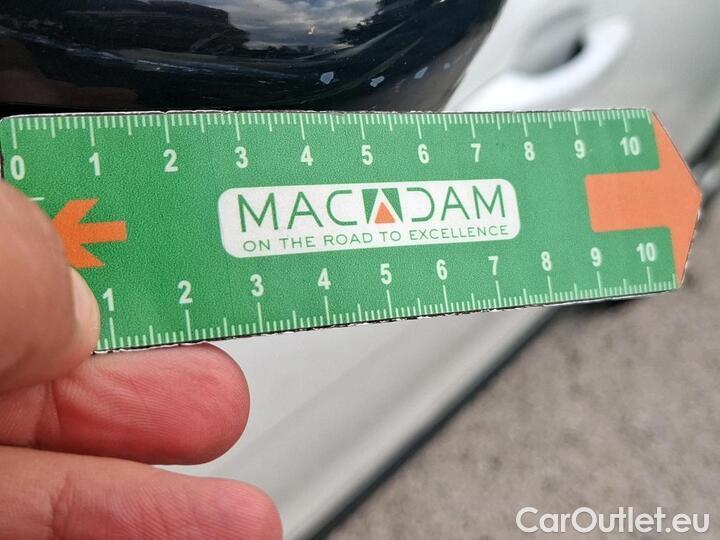 0 1 2 3 4 5 6 7 8 9 10
MACADAM
ON THE ROAD TO EXCELLENCE
1 2 3 4 5 6 7 8 9 10
CarOutlet.eu